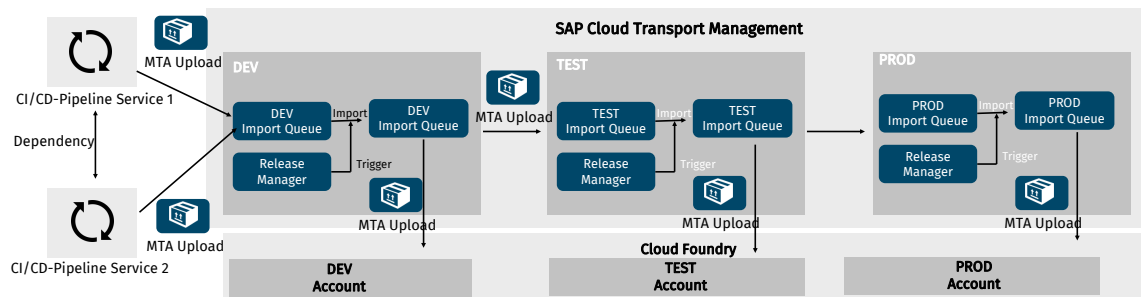 SAP Cloud Transport Management
MTA Upload
CI/CD-Pipeline Service 1
Dependency
MTA Upload
CI/CD-Pipeline Service 2
DEV
DEV
Import Queue
Import
DEV
Import Queue
Release
Manager
Trigger
MTA Upload
MTA Upload
TEST
TEST
Import Queue
Import
TEST
Import Queue
Release
Manager
Trigger
MTA Upload
PROD
PROD
Import Queue
Import
PROD
Import Queue
Release
Manager
Trigger
MTA Upload
Cloud Foundry
DEV
Account
TEST
Account
PROD
Account